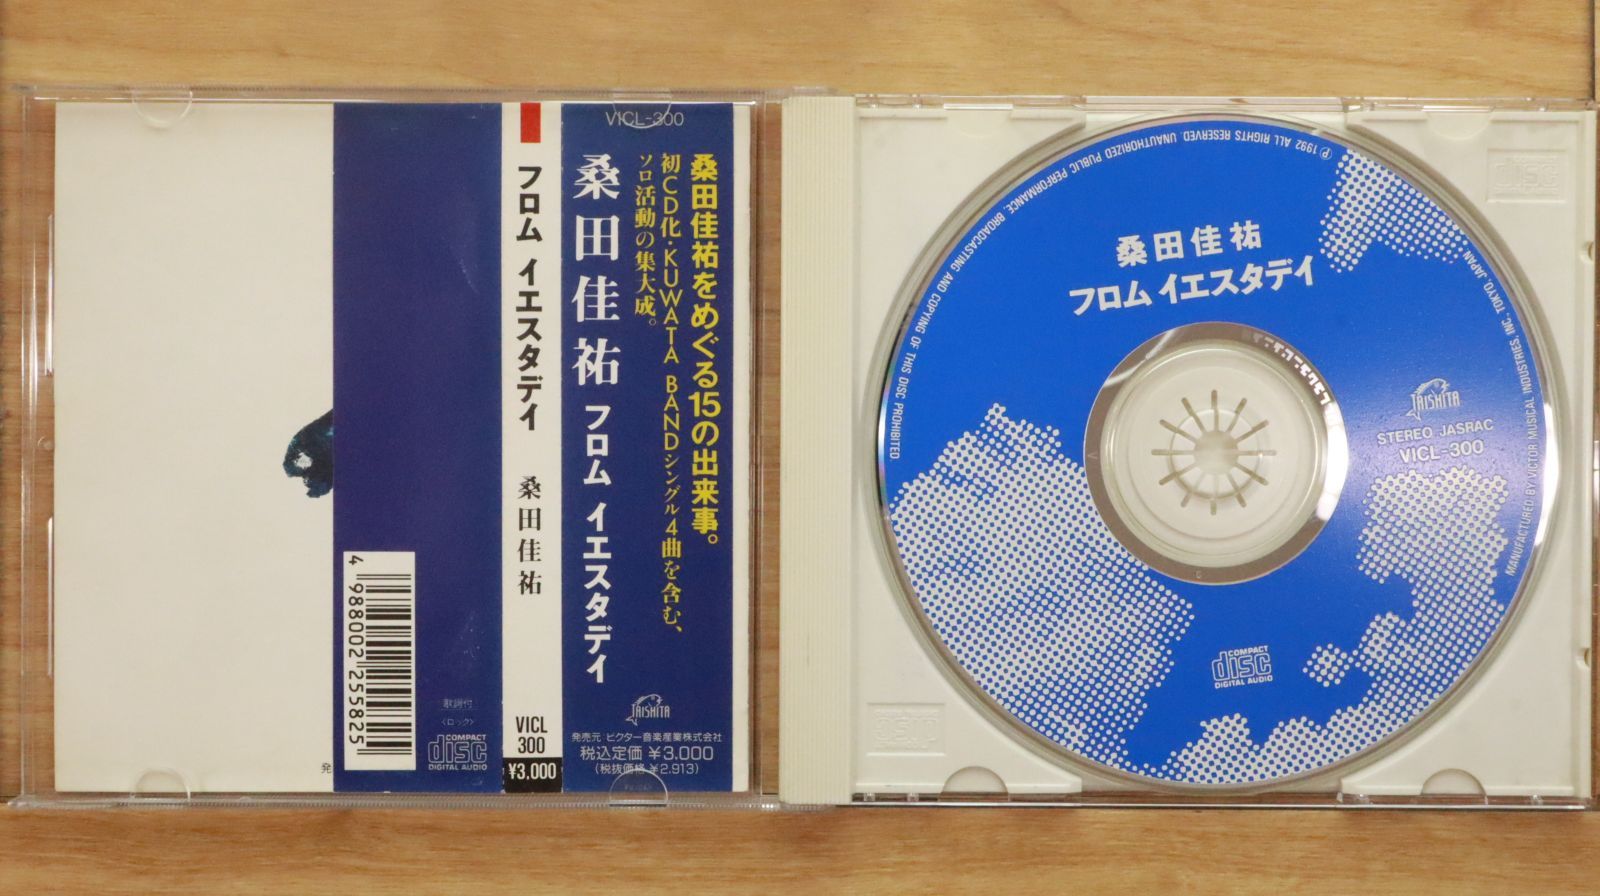 VICL-300
桑田佳祐をめぐる15の出来事。
初CD化・KUWATA BANDシングル4曲を含む、
ソロ活動の集大成。
桑田佳祐 フロム イエスタデイ
TAISHITA
発売元・ビクター音楽産業株式会社
税込定価 ¥3,000
(税抜価格 ¥2,913)
フロム イエスタデイ 桑田佳祐
VICL
300
¥3,000
4 988002 255825
歌詞付
〈ロック〉
COMPACT
disc
DIGITAL AUDIO
発
桑田佳祐
フロム イエスタデイ
TAISHITA
STEREO JASRAC
VICL-300
COMPACT
disc
DIGITAL AUDIO
℗ 1992 ALL RIGHTS RESERVED. UNAUTHORIZED PUBLIC PERFORMANCE, BROADCASTING AND COPYING OF THIS DISC PROHIBITED.
MANUFACTURED BY VICTOR MUSICAL INDUSTRIES, INC. TOKYO, JAPAN
disc
disc